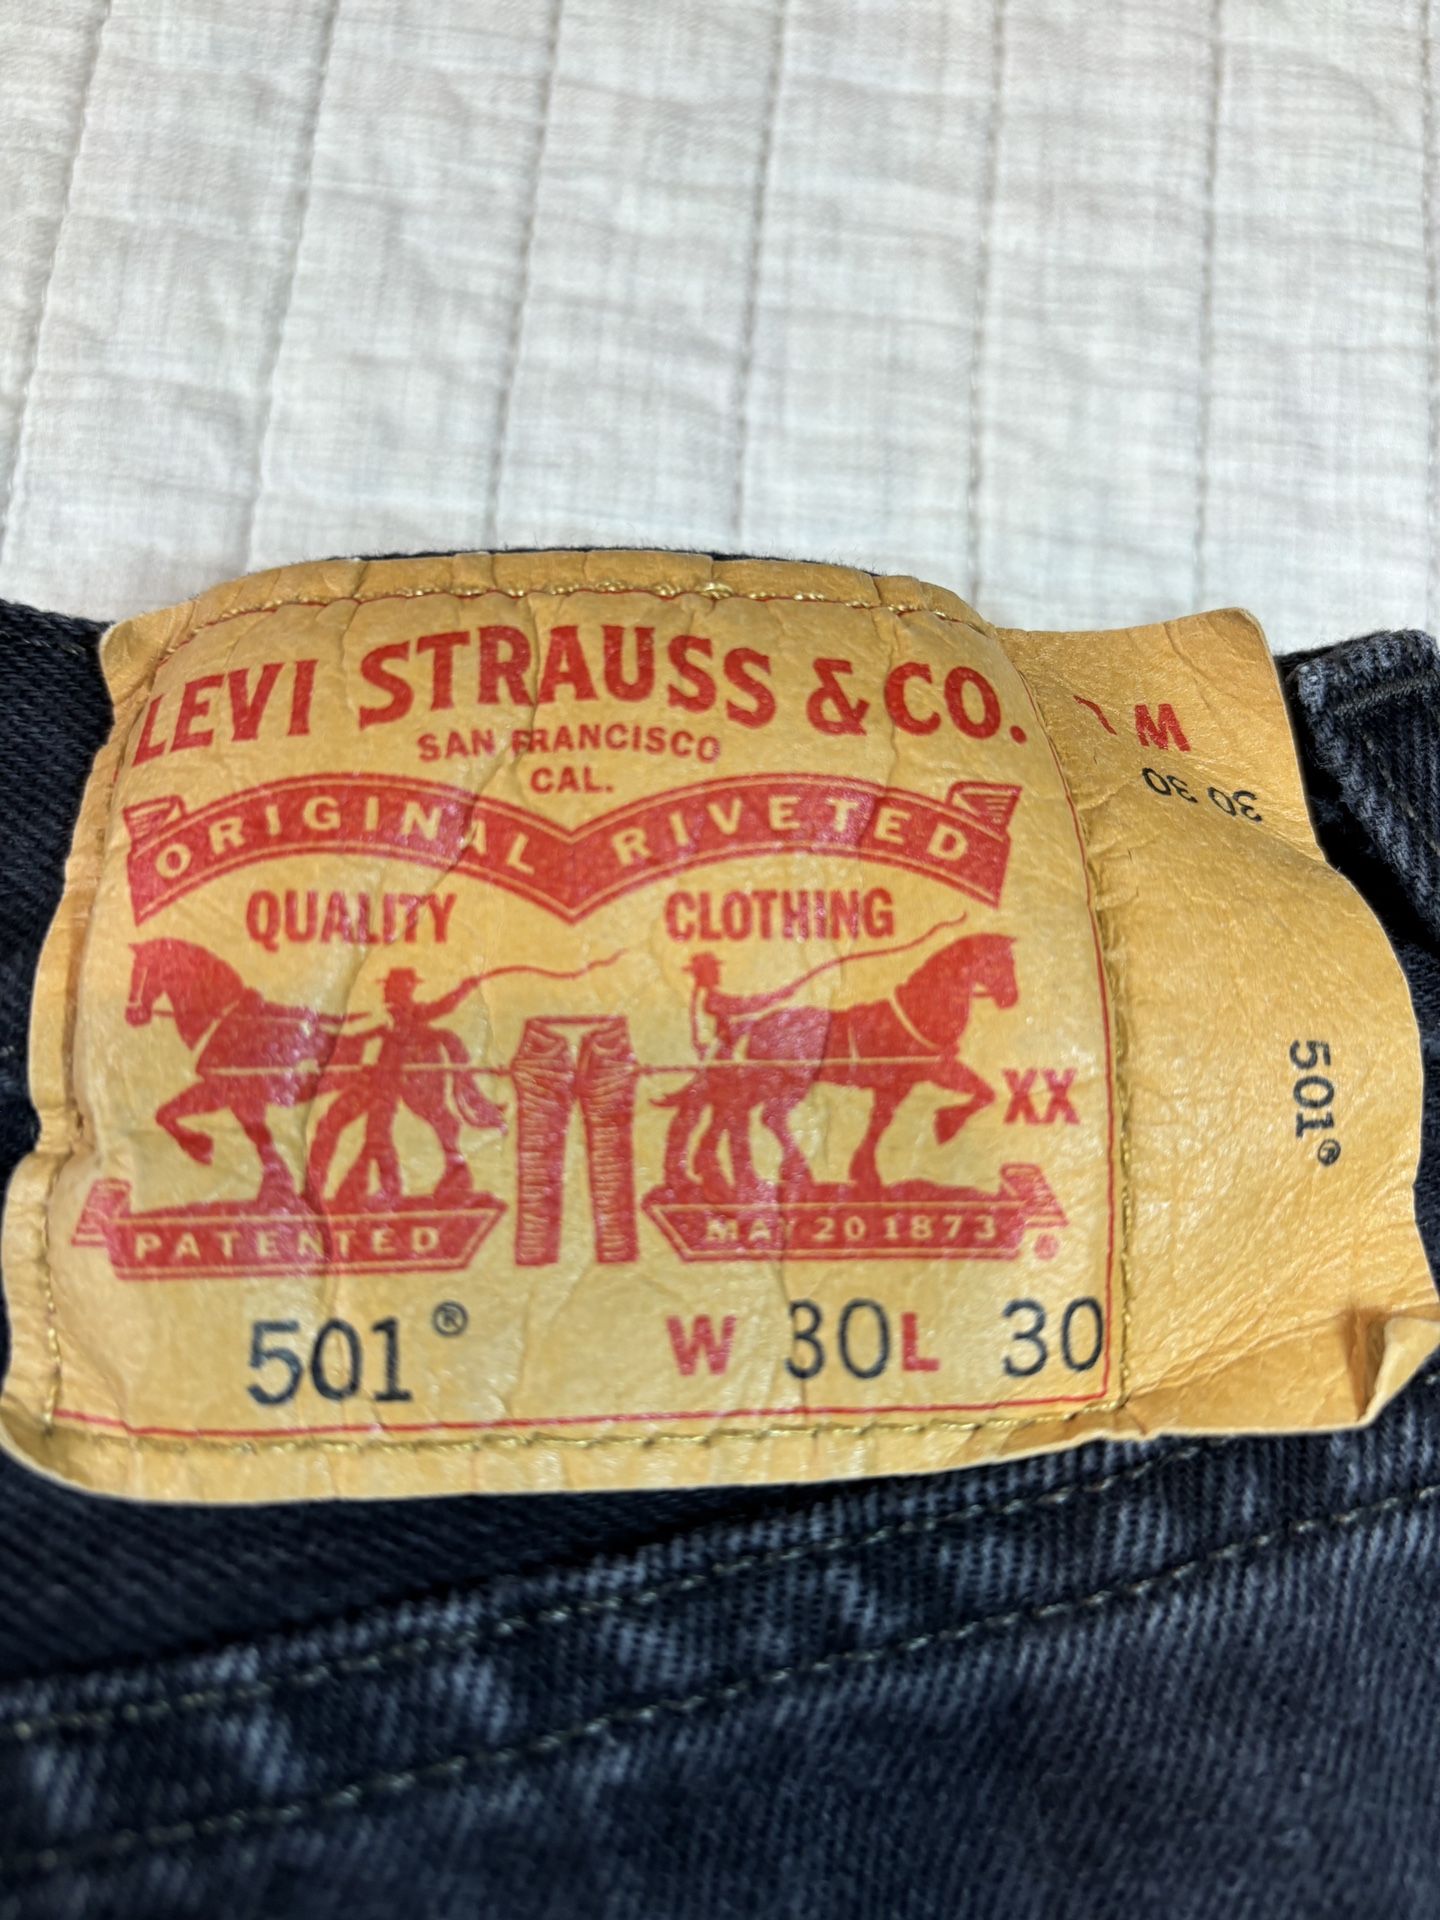 LEVI STRAUSS & CO.
SAN FRANCISCO
CAL.
ORIGINAL RIVETED
QUALITY CLOTHING
XX
PATENTED MAY 20 1873 ®
501® W 30 L 30
W L
30 30
501®